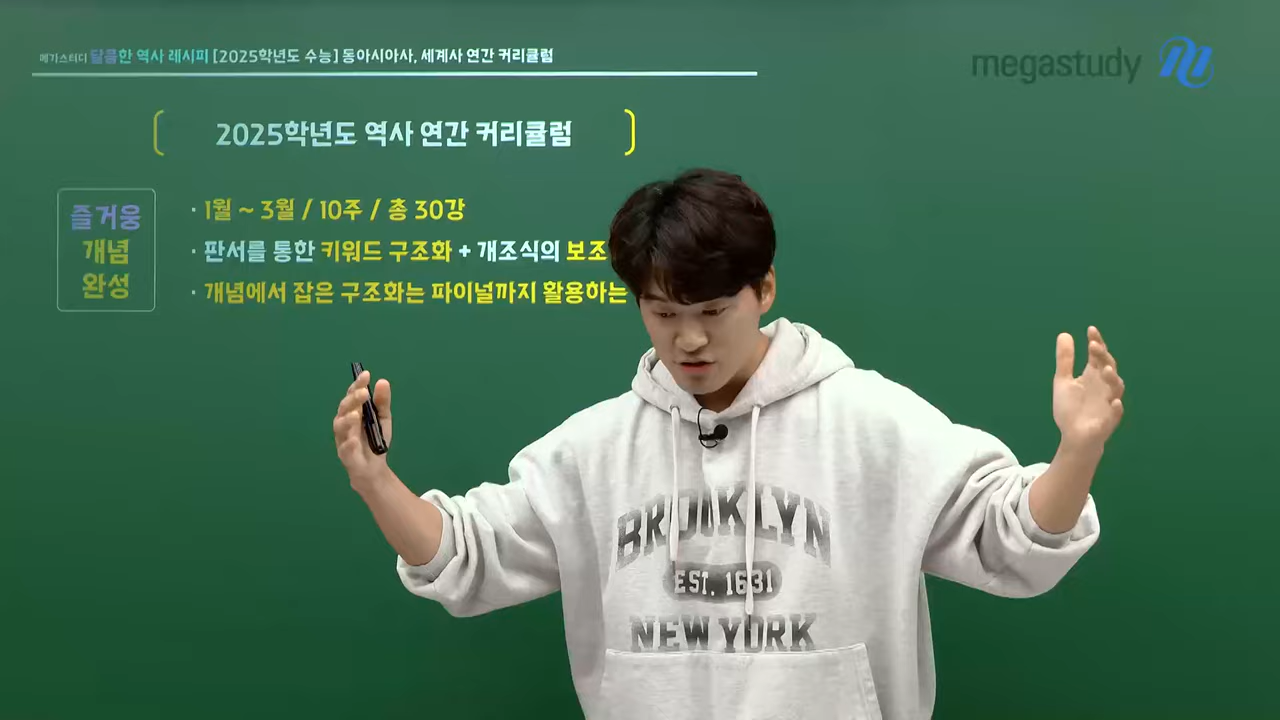 메가스터디 달콤한 역사 레시피 [2025학년도 수능] 동아시아사, 세계사 연간 커리큘럼
megastudy
2025학년도 역사 연간 커리큘럼
즐거움
개념
완성
· 1월 ~ 3월 / 10주 / 총 30강
· 판서를 통한 키워드 구조화 + 개조식의 보조
· 개념에서 잡은 구조화는 파이널까지 활용하는
BROOKLYN
EST. 1631
NEW YORK